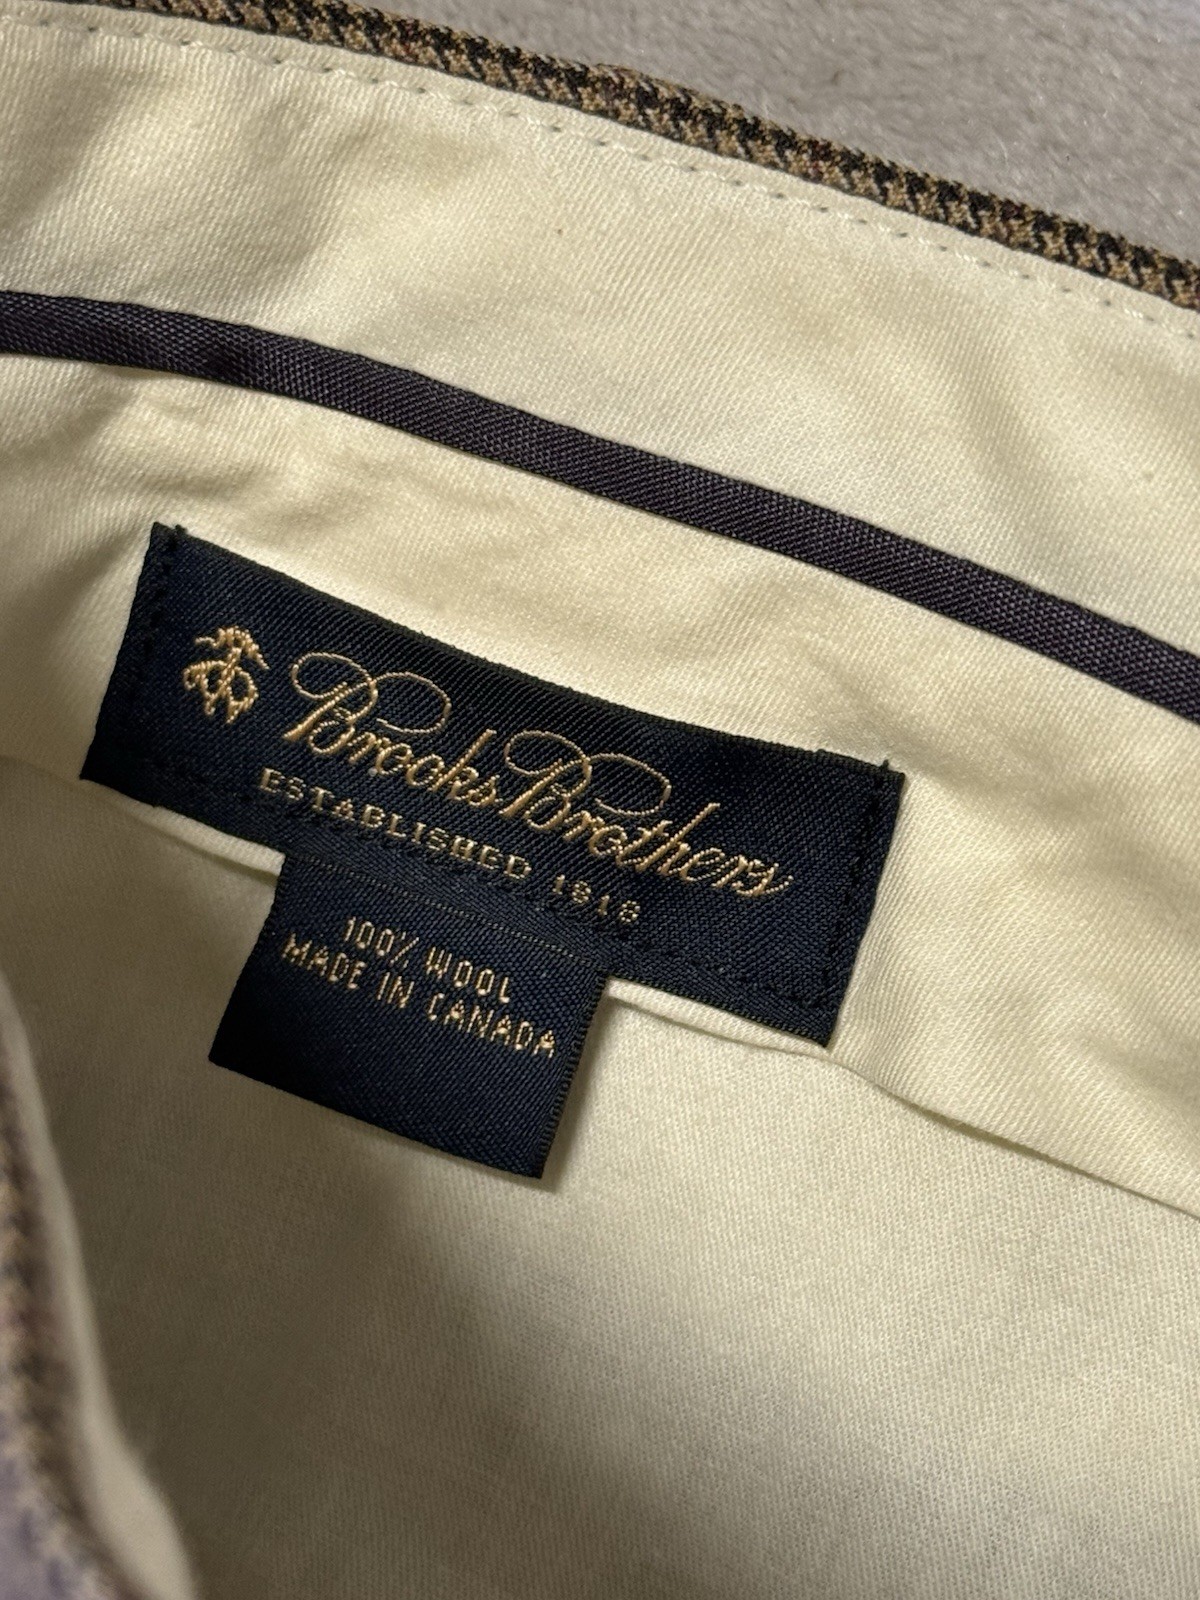 Brooks Brothers
ESTABLISHED 1818
100% WOOL
MADE IN CANADA